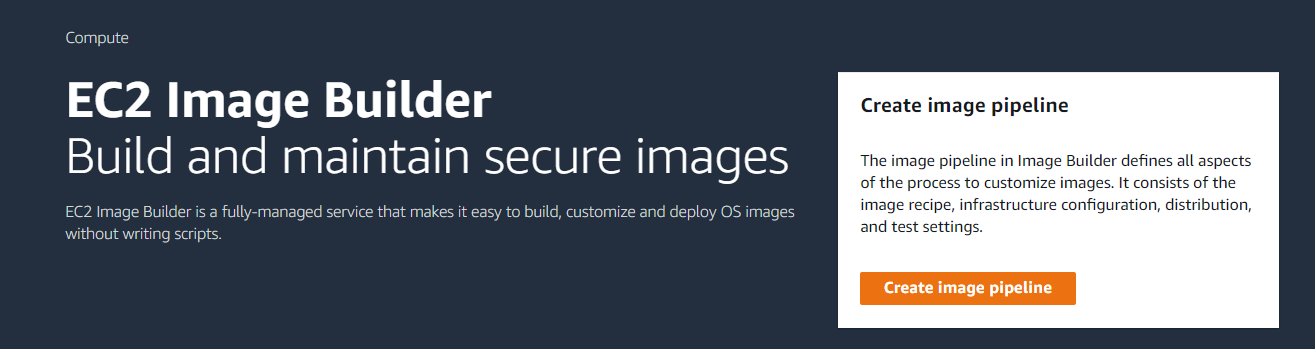 Compute
EC2 Image Builder
Build and maintain secure images
EC2 Image Builder is a fully-managed service that makes it easy to build, customize and deploy OS images
without writing scripts.
Create image pipeline
The image pipeline in Image Builder defines all aspects
of the process to customize images. It consists of the
image recipe, infrastructure configuration, distribution,
and test settings.
Create image pipeline